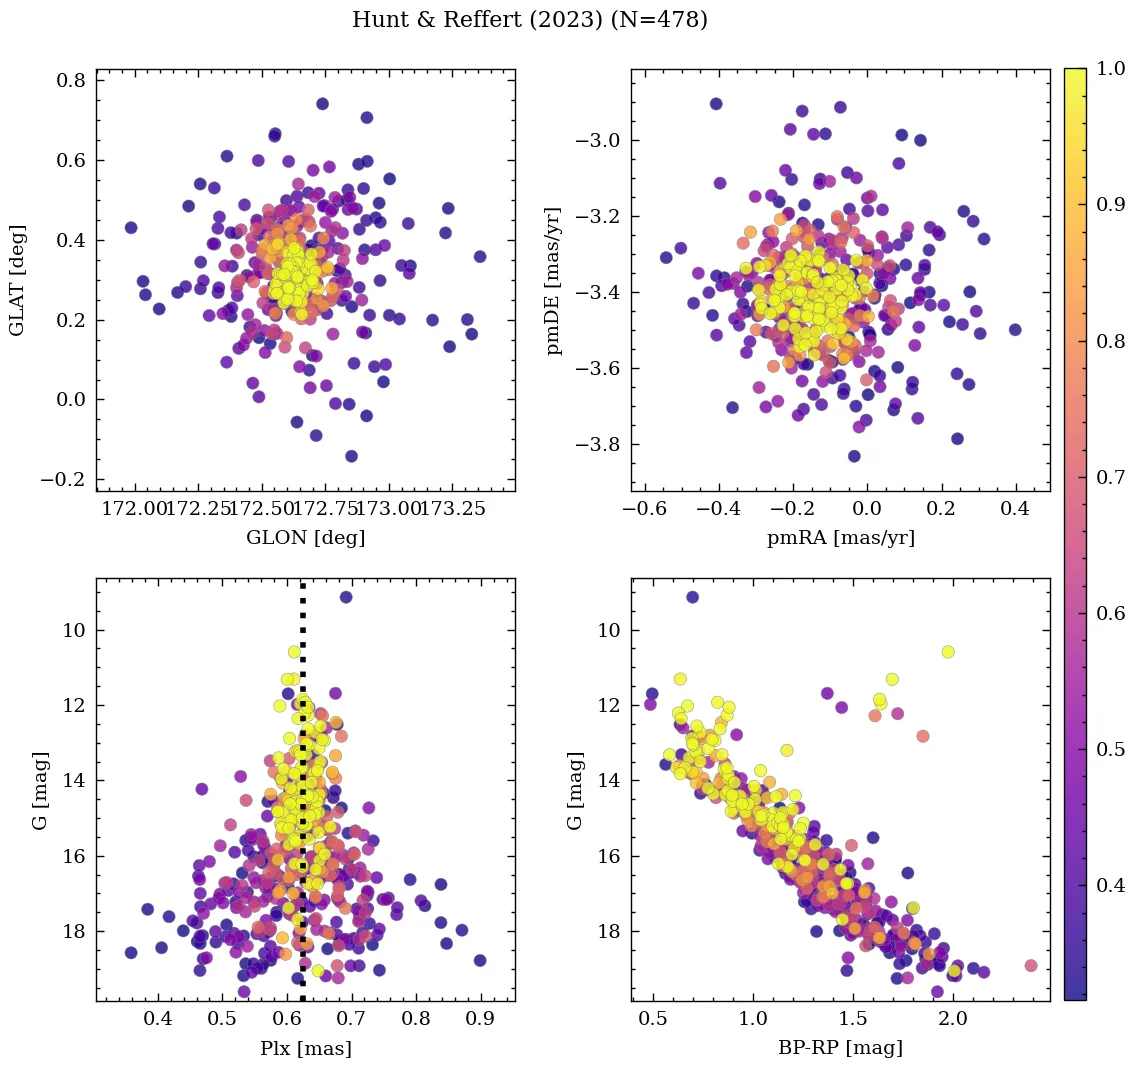 Hunt & Reffert (2023) (N=478)
0.8
0.6
0.4
0.2
0.0
−0.2
GLAT [deg]
172.00 172.25 172.50 172.75 173.00 173.25
GLON [deg]
−3.0
−3.2
−3.4
−3.6
−3.8
pmDE [mas/yr]
−0.6 −0.4 −0.2 0.0 0.2 0.4
pmRA [mas/yr]
10
12
14
16
18
G [mag]
0.4 0.5 0.6 0.7 0.8 0.9
Plx [mas]
10
12
14
16
18
G [mag]
0.5 1.0 1.5 2.0
BP-RP [mag]
1.0
0.9
0.8
0.7
0.6
0.5
0.4